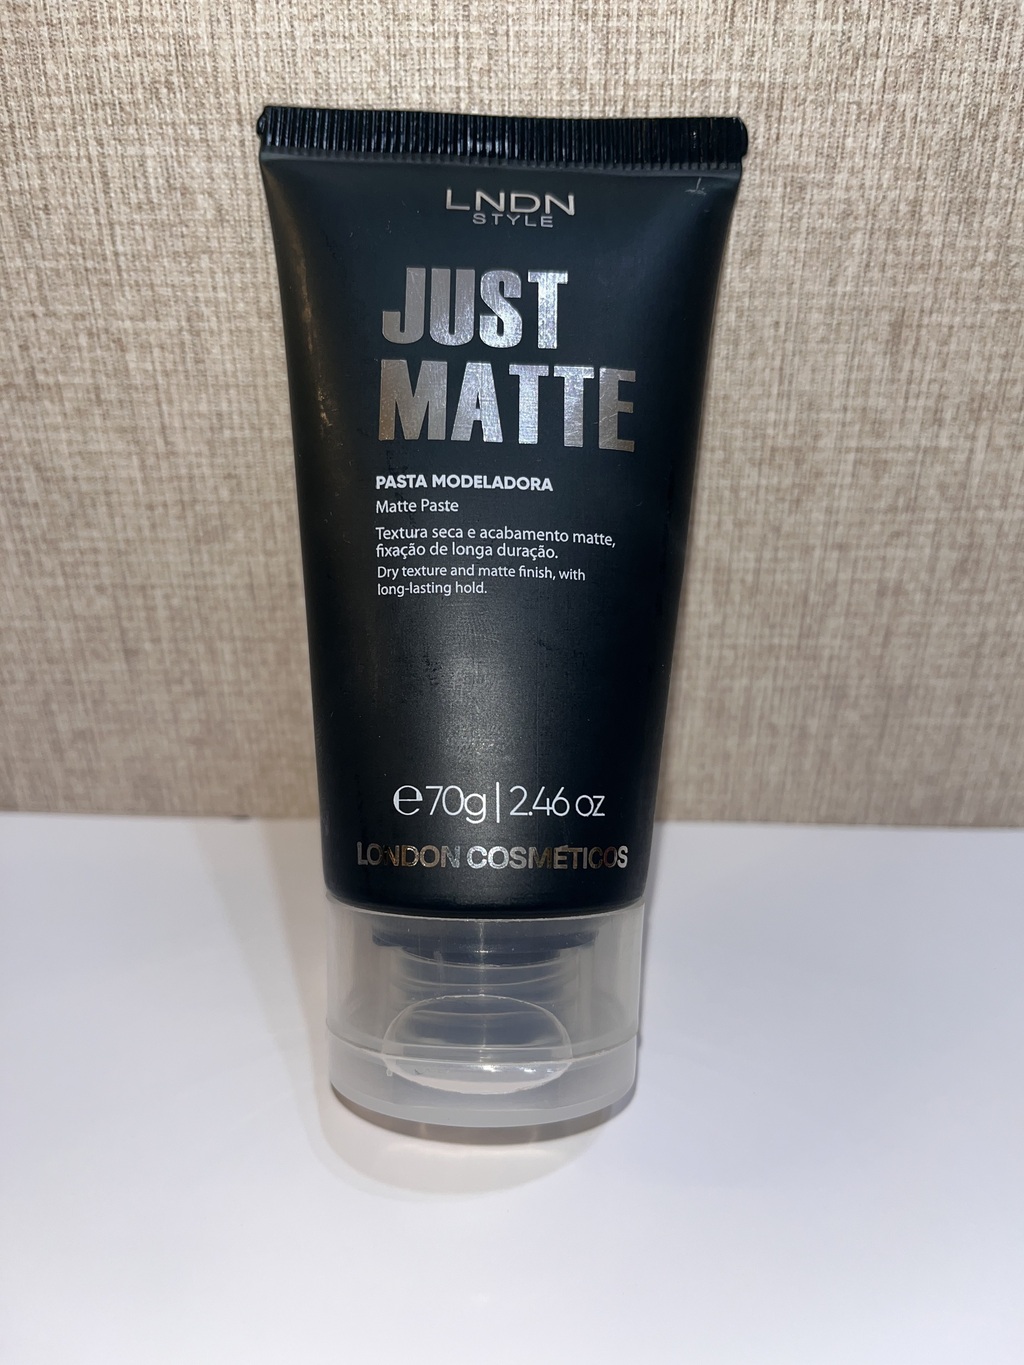 LNDN
STYLE
JUST
MATTE
PASTA MODELADORA
Matte Paste
Textura seca e acabamento matte,
fixação de longa duração.
Dry texture and matte finish, with
long-lasting hold.
℮70g|2.46 oz
LONDON COSMÉTICOS